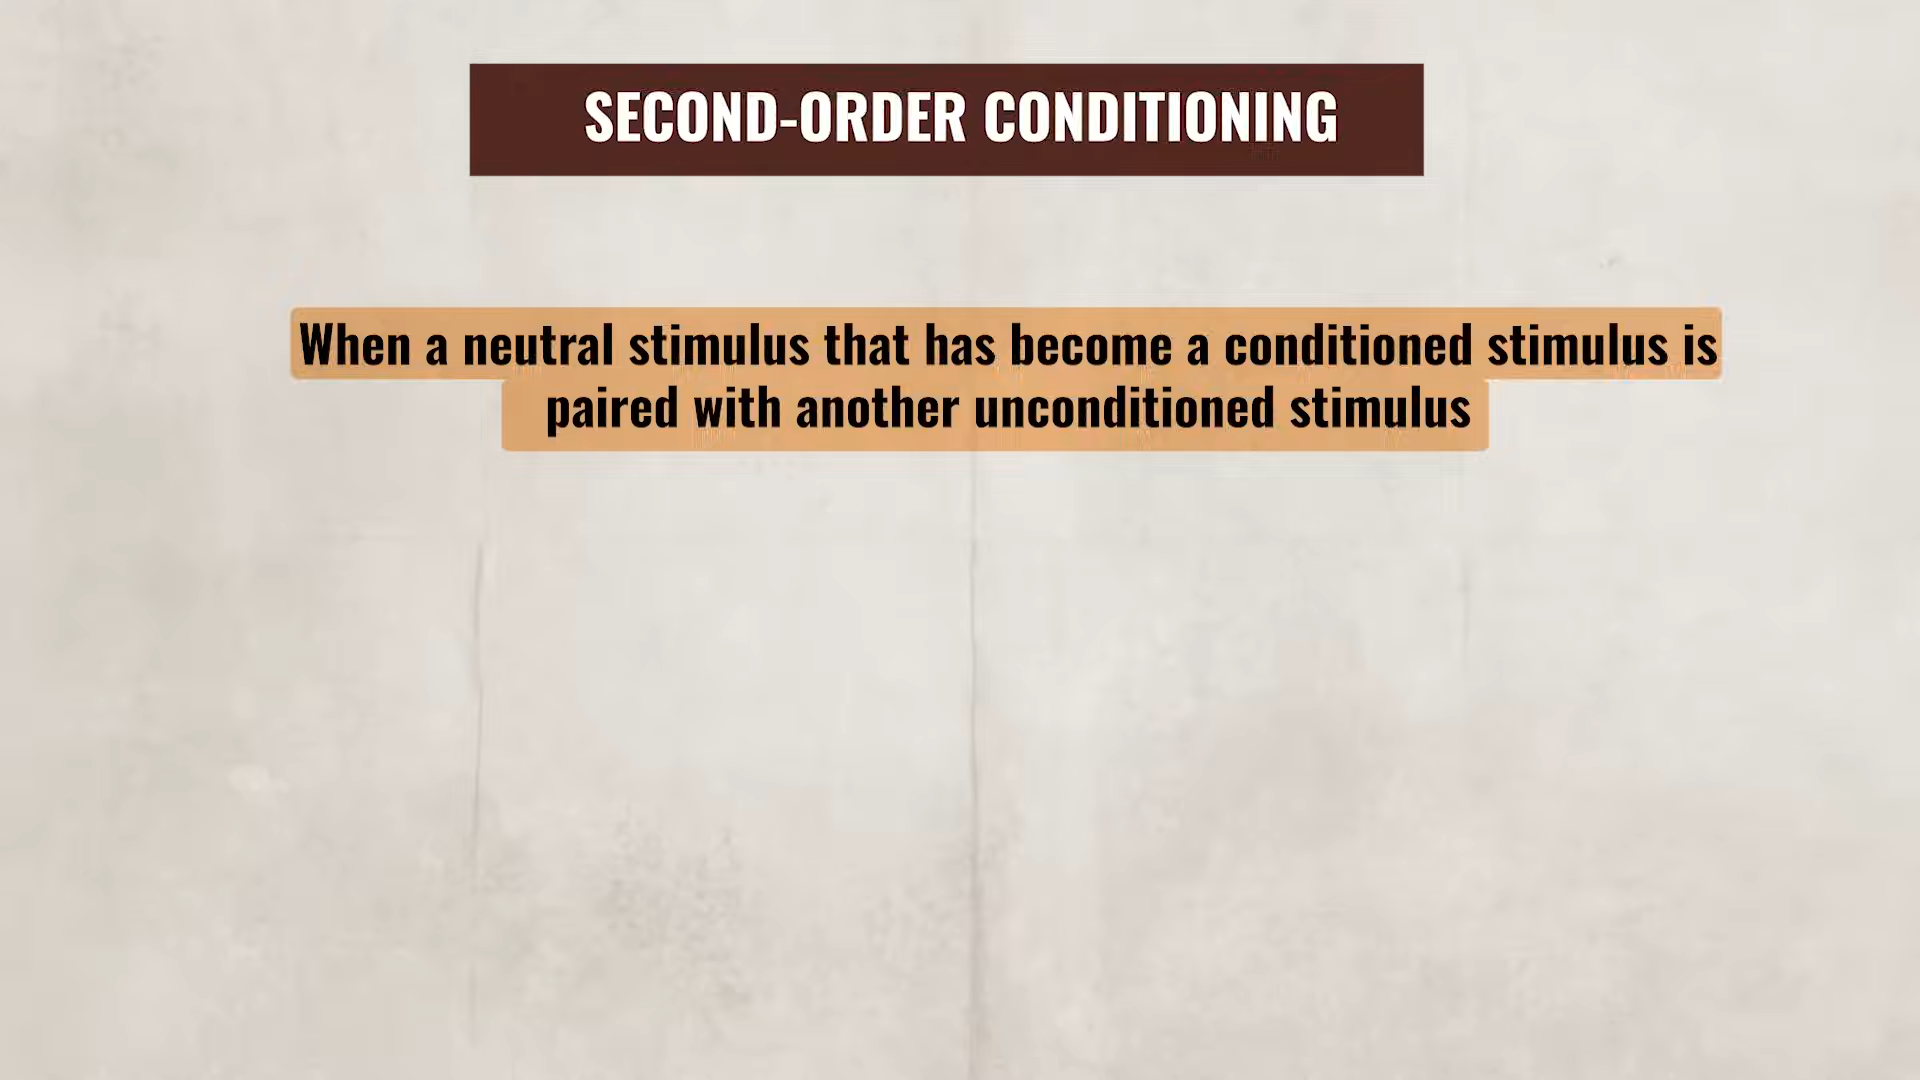 SECOND-ORDER CONDITIONING
When a neutral stimulus that has become a conditioned stimulus is
paired with another unconditioned stimulus